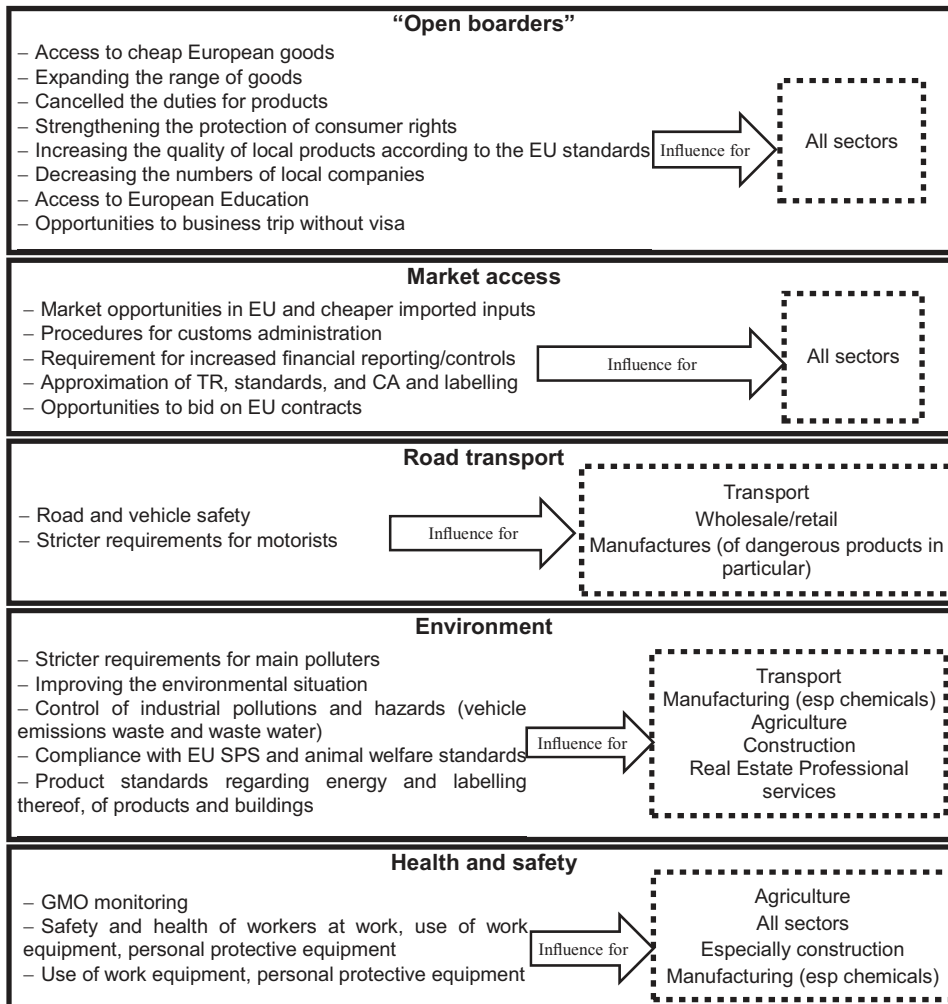 “Open boarders”
– Access to cheap European goods
– Expanding the range of goods
– Cancelled the duties for products
– Strengthening the protection of consumer rights
– Increasing the quality of local products according to the EU standards
– Decreasing the numbers of local companies
– Access to European Education
– Opportunities to business trip without visa
Influence for
All sectors
Market access
– Market opportunities in EU and cheaper imported inputs
– Procedures for customs administration
– Requirement for increased financial reporting/controls
– Approximation of TR, standards, and CA and labelling
– Opportunities to bid on EU contracts
Influence for
All sectors
Road transport
– Road and vehicle safety
– Stricter requirements for motorists
Influence for
Transport
Wholesale/retail
Manufactures (of dangerous products in
particular)
Environment
– Stricter requirements for main polluters
– Improving the environmental situation
– Control of industrial pollutions and hazards (vehicle
emissions waste and waste water)
– Compliance with EU SPS and animal welfare standards
– Product standards regarding energy and labelling
thereof, of products and buildings
Influence for
Transport
Manufacturing (esp chemicals)
Agriculture
Construction
Real Estate Professional
services
Health and safety
– GMO monitoring
– Safety and health of workers at work, use of work
equipment, personal protective equipment
– Use of work equipment, personal protective equipment
Influence for
Agriculture
All sectors
Especially construction
Manufacturing (esp chemicals)